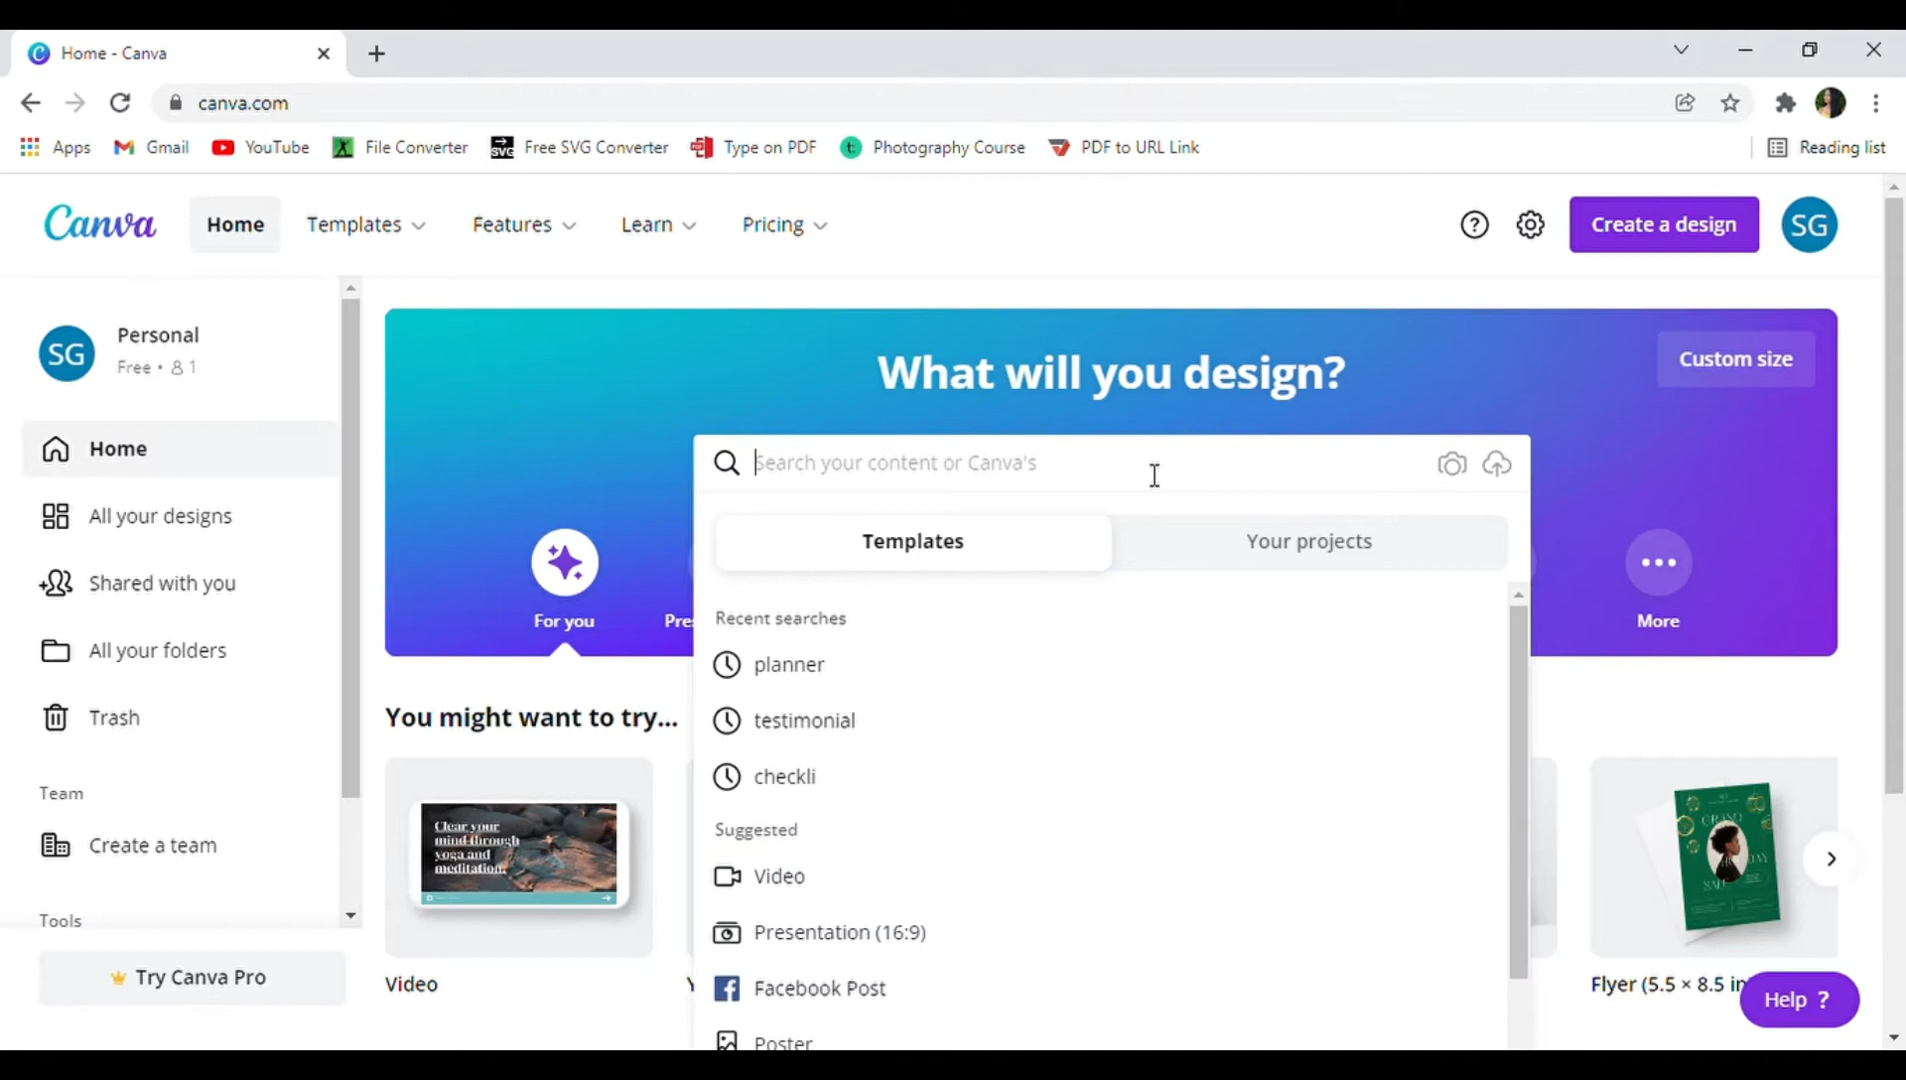 Home - Canva
canva.com
Apps
Gmail
YouTube
File Converter
SVG
Free SVG Converter
Type on PDF
t
Photography Course
PDF to URL Link
Reading list
Canva
Home
Templates
Features
Learn
Pricing
?
Create a design
SG
SG
Personal
Free • 1
Home
All your designs
Shared with you
All your folders
Trash
Team
Create a team
Tools
Try Canva Pro
What will you design?
Custom size
Search your content or Canva's
Templates
Your projects
For you
Pres
More
Recent searches
planner
testimonial
checkli
Suggested
Video
Presentation (16:9)
Facebook Post
Poster
You might want to try...
Clear your
mind through
yoga and
meditation.
Video
GRAND
DAY
SALE
Flyer (5.5 × 8.5 in
Help ?